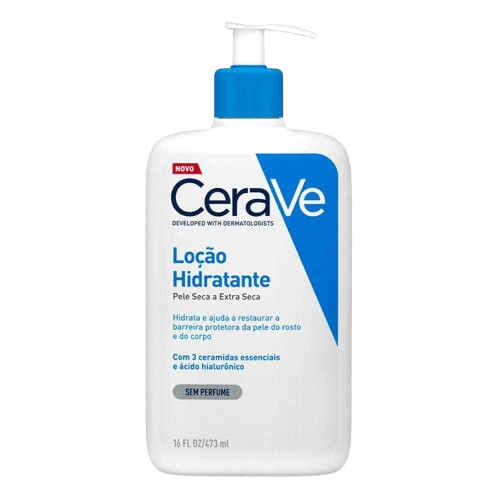 NOVO
CeraVe
DEVELOPED WITH DERMATOLOGISTS
Loção
Hidratante
Pele Seca a Extra Seca
Hidrata e ajuda a restaurar a
barreira protetora da pele do rosto
e do corpo
Com 3 ceramidas essenciais
e ácido hialurônico
SEM PERFUME
16 FL OZ/473 ml